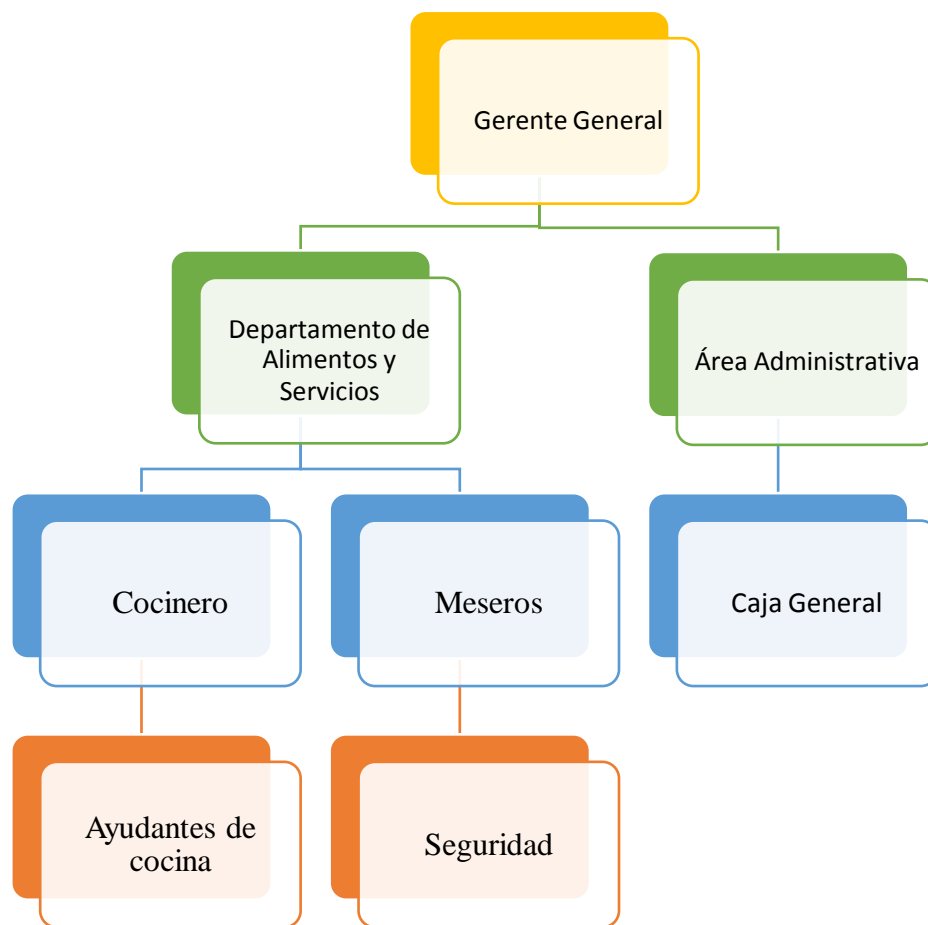 Gerente General
Departamento de
Alimentos y
Servicios
Área Administrativa
Cocinero
Meseros
Caja General
Ayudantes de
cocina
Seguridad